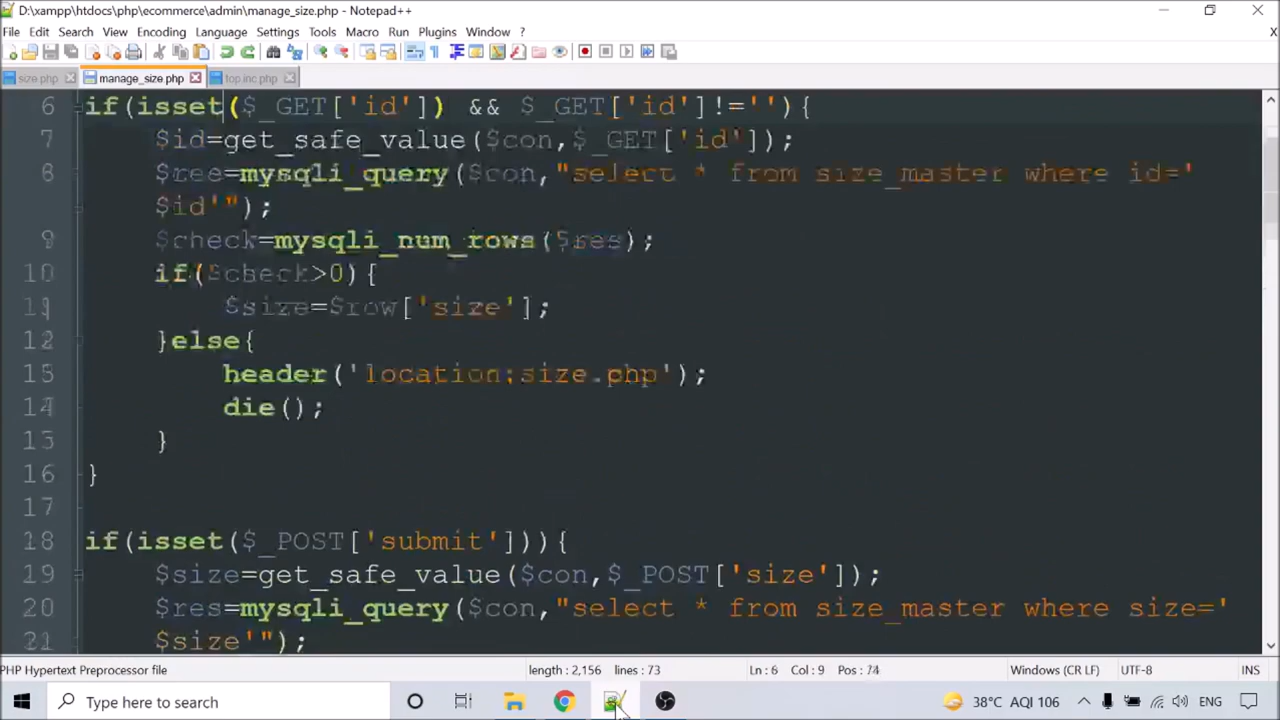 D:\xampp\htdocs\php\ecommerce\admin\manage_size.php - Notepad++
File Edit Search View Encoding Language Settings Tools Macro Run Plugins Window ? X
size.php manage_size.php top.inc.php
6 if(isset($_GET['id']) && $_GET['id']!=''){
7 $id=get_safe_value($con,$_GET['id']);
8 $res=mysqli_query($con,"select * from size_master where id='
$id'");
9 $check=mysqli_num_rows($res);
10 if($check>0){
11 $size=$row['size'];
12 }else{
13 header('location:size.php');
14 die();
15 }
16 }
17
18 if(isset($_POST['submit'])){
19 $size=get_safe_value($con,$_POST['size']);
20 $res=mysqli_query($con,"select * from size_master where size='
21 $size'");
PHP Hypertext Preprocessor file length : 2,156 lines : 73 Ln : 6 Col : 9 Pos : 74 Windows (CR LF) UTF-8 INS
Type here to search 38°C AQI 106 ENG